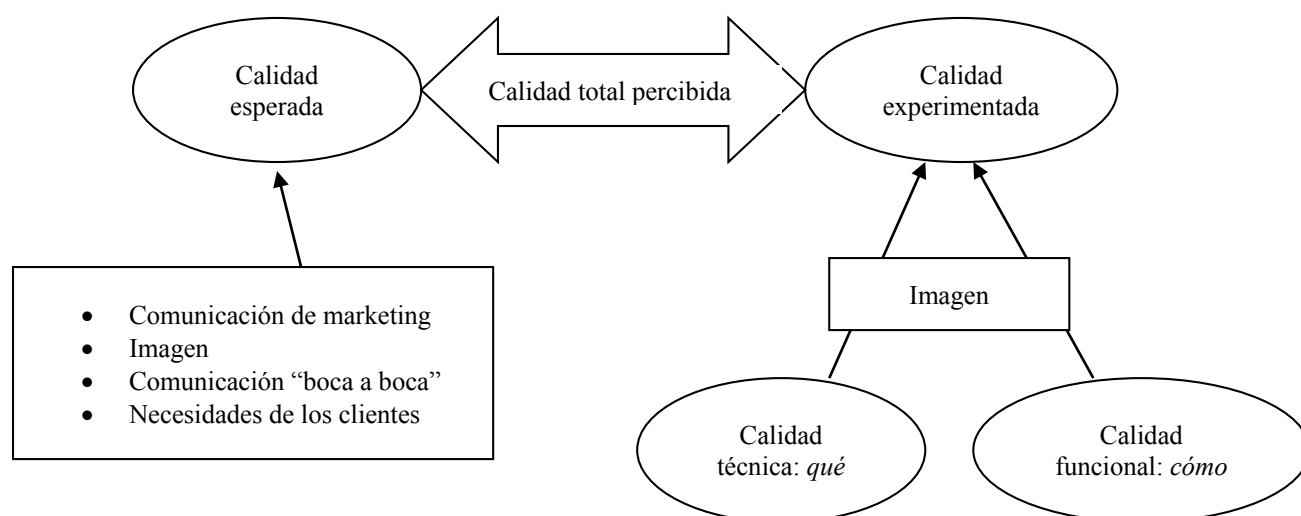 Calidad
esperada
Calidad total percibida
Calidad
experimentada
• Comunicación de marketing
• Imagen
• Comunicación “boca a boca”
• Necesidades de los clientes
Imagen
Calidad
técnica: qué
Calidad
funcional: cómo